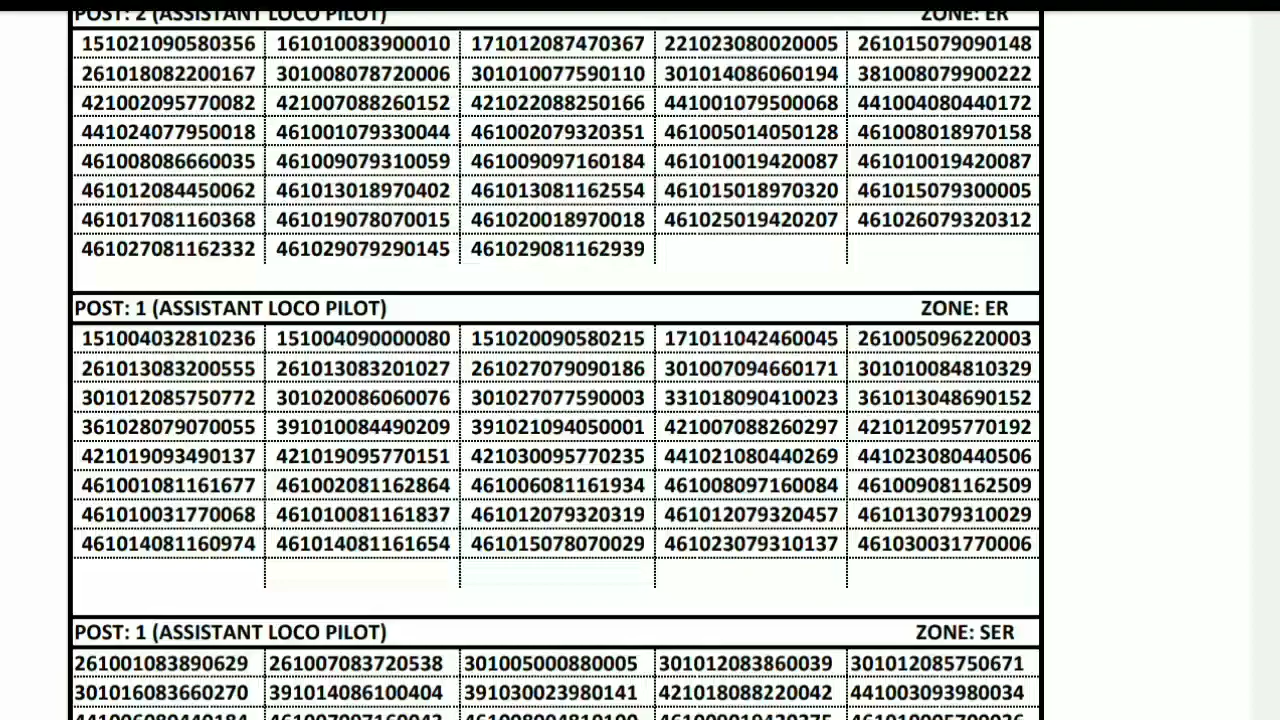 POST: 2 (ASSISTANT LOCO PILOT) ZONE: ER
151021090580356 161010083900010 171012087470367 221023080020005 261015079090148
261018082200167 301008078720006 301010077590110 301014086060194 381008079900222
421002095770082 421007088260152 421022088250166 441001079500068 441004080440172
441024077950018 461001079330044 461002079320351 461005014050128 461008018970158
461008086660035 461009079310059 461009097160184 461010019420087 461010019420087
461012084450062 461013018970402 461013081162554 461015018970320 461015079300005
461017081160368 461019078070015 461020018970018 461025019420207 461026079320312
461027081162332 461029079290145 461029081162939
POST: 1 (ASSISTANT LOCO PILOT) ZONE: ER
151004032810236 151004090000080 151020090580215 171011042460045 261005096220003
261013083200555 261013083201027 261027079090186 301007094660171 301010084810329
301012085750772 301020086060076 301027077590003 331018090410023 361013048690152
361028079070055 391010084490209 391021094050001 421007088260297 421012095770192
421019093490137 421019095770151 421030095770235 441021080440269 441023080440506
461001081161677 461002081162864 461006081161934 461008097160084 461009081162509
461010031770068 461010081161837 461012079320319 461012079320457 461013079310029
461014081160974 461014081161654 461015078070029 461023079310137 461030031770006
POST: 1 (ASSISTANT LOCO PILOT) ZONE: SER
261001083890629 261007083720538 301005000880005 301012083860039 301012085750671
301016083660270 391014086100404 391030023980141 421018088220042 441003093980034